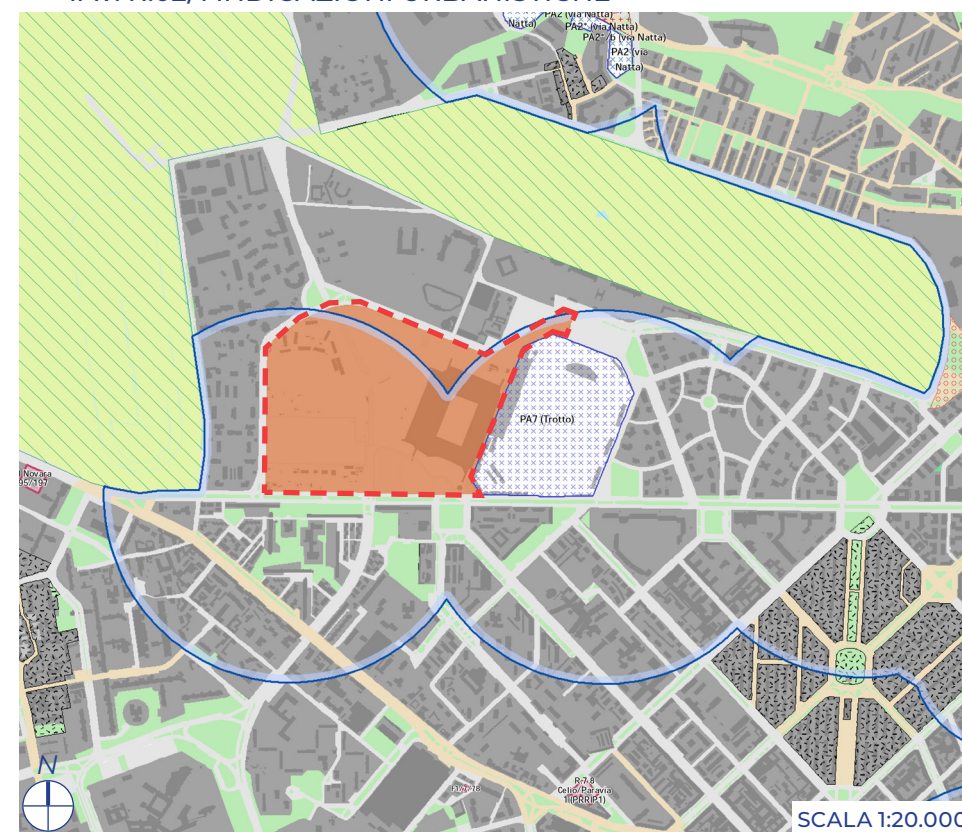 PA2 (via Natta)
Natta)
PA2* (via Natta)
PA2*/b (via Natta)
PA2 (via
Natta)
PA7 (Trotto)
Novara
95/197
R-7-8
Celio/Paravia
1 (PRRIP1)
N
SCALA 1:20.000